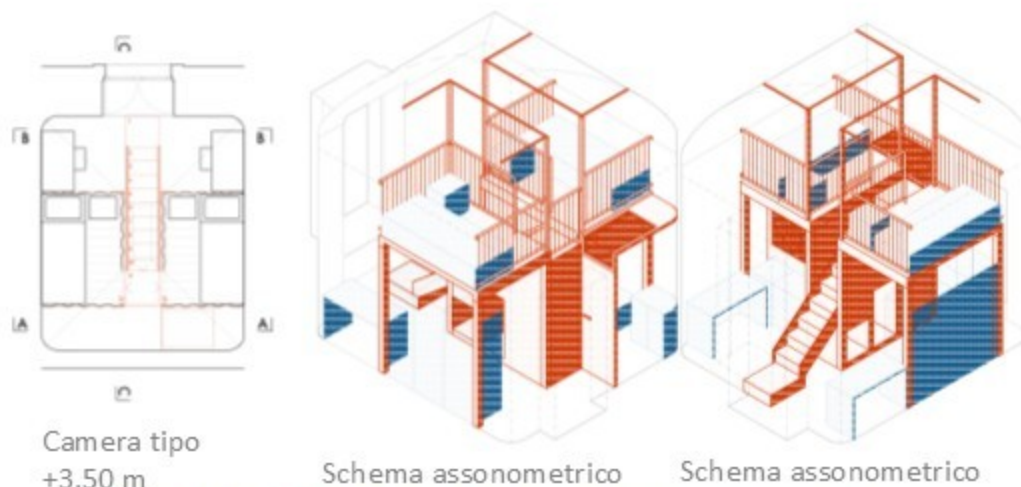 C
B B
A A
C
Camera tipo
+3.50 m
Schema assonometrico
Schema assonometrico